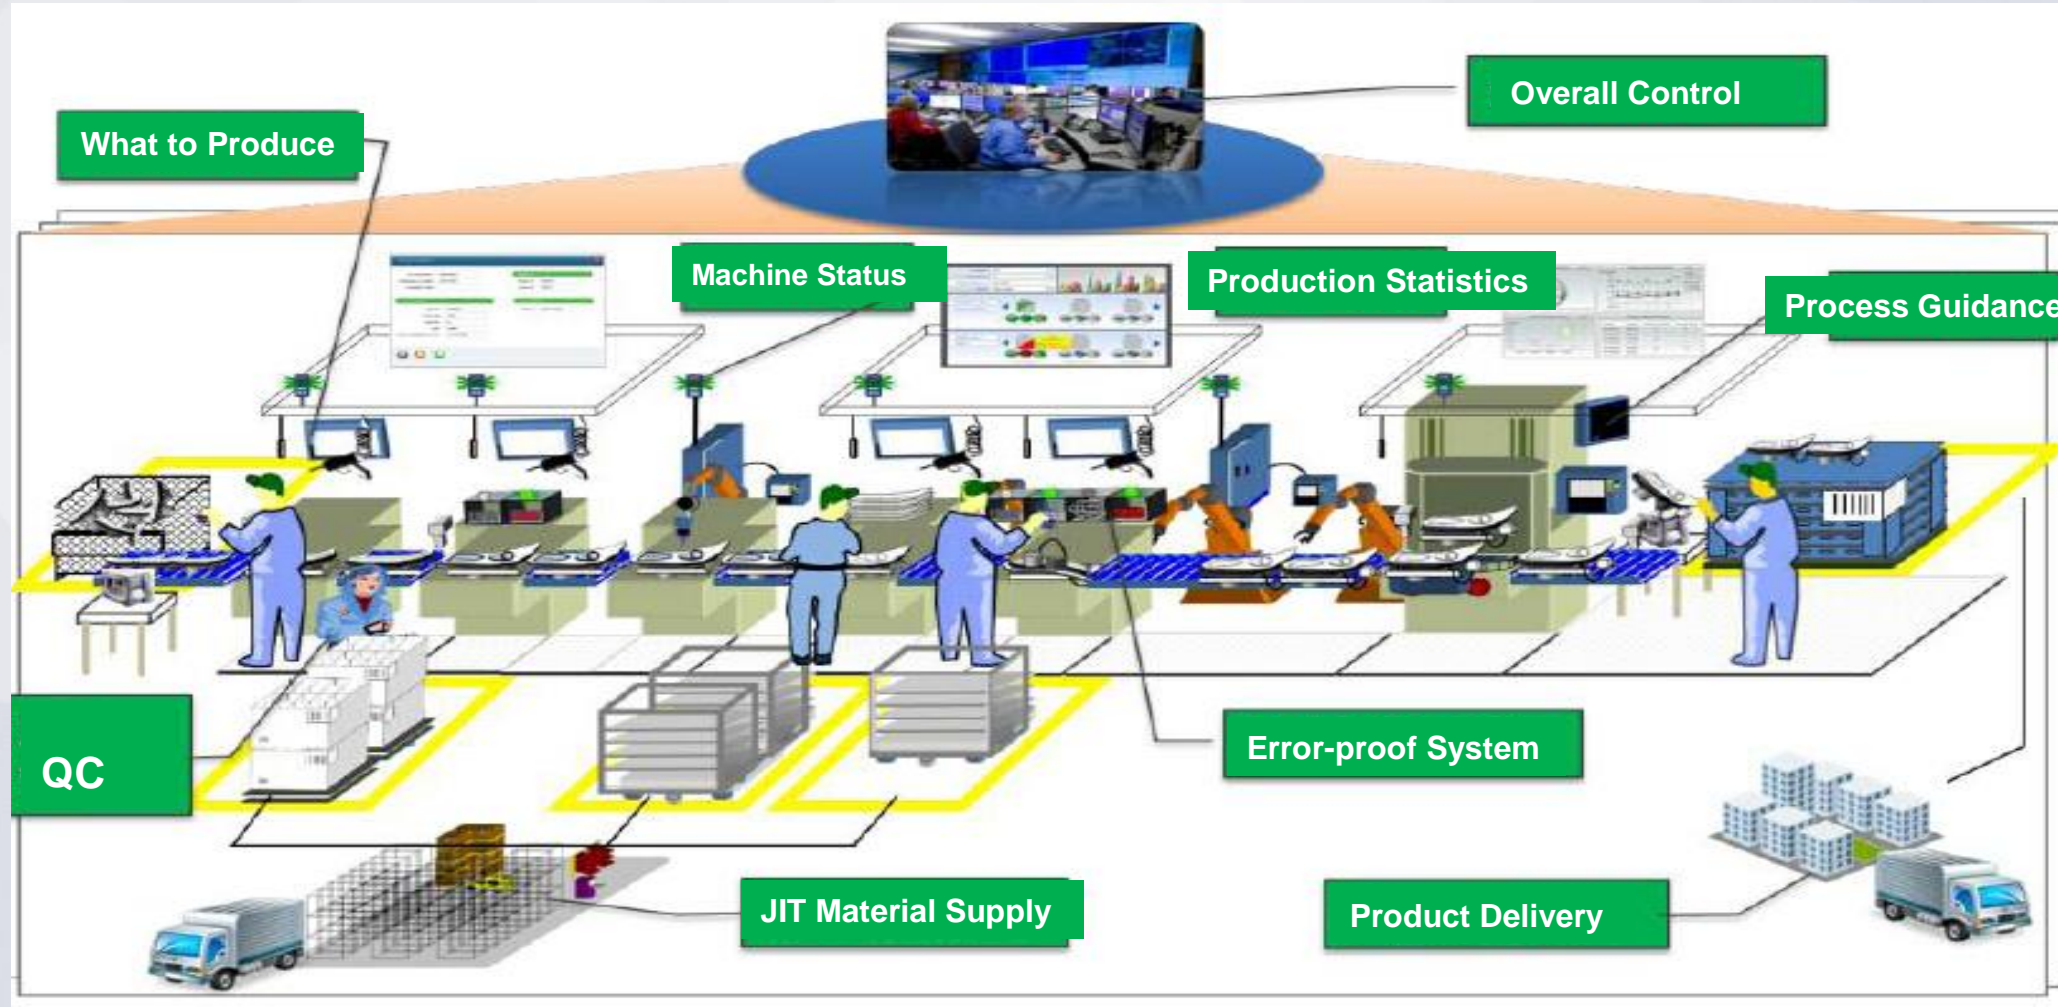 Overall Control
What to Produce
Machine Status
Production Statistics
Process Guidance
QC
Error-proof System
JIT Material Supply
Product Delivery